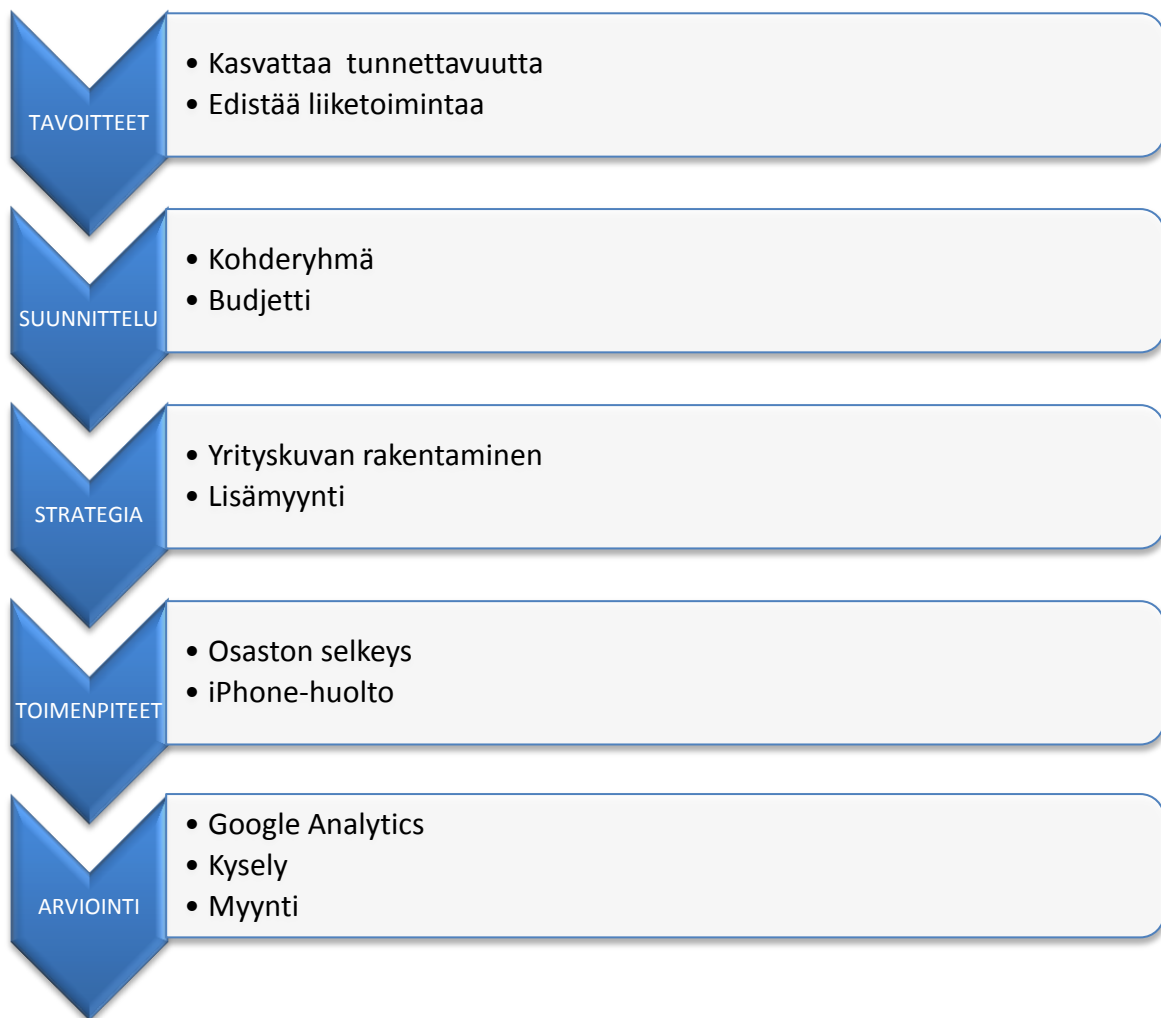 TAVOITTEET
• Kasvattaa  tunnettavuutta
• Edistää liiketoimintaa
SUUNNITTELU
• Kohderyhmä
• Budjetti
STRATEGIA
• Yrityskuvan rakentaminen
• Lisämyynti
TOIMENPITEET
• Osaston selkeys
• iPhone-huolto
ARVIOINTI
• Google Analytics
• Kysely
• Myynti